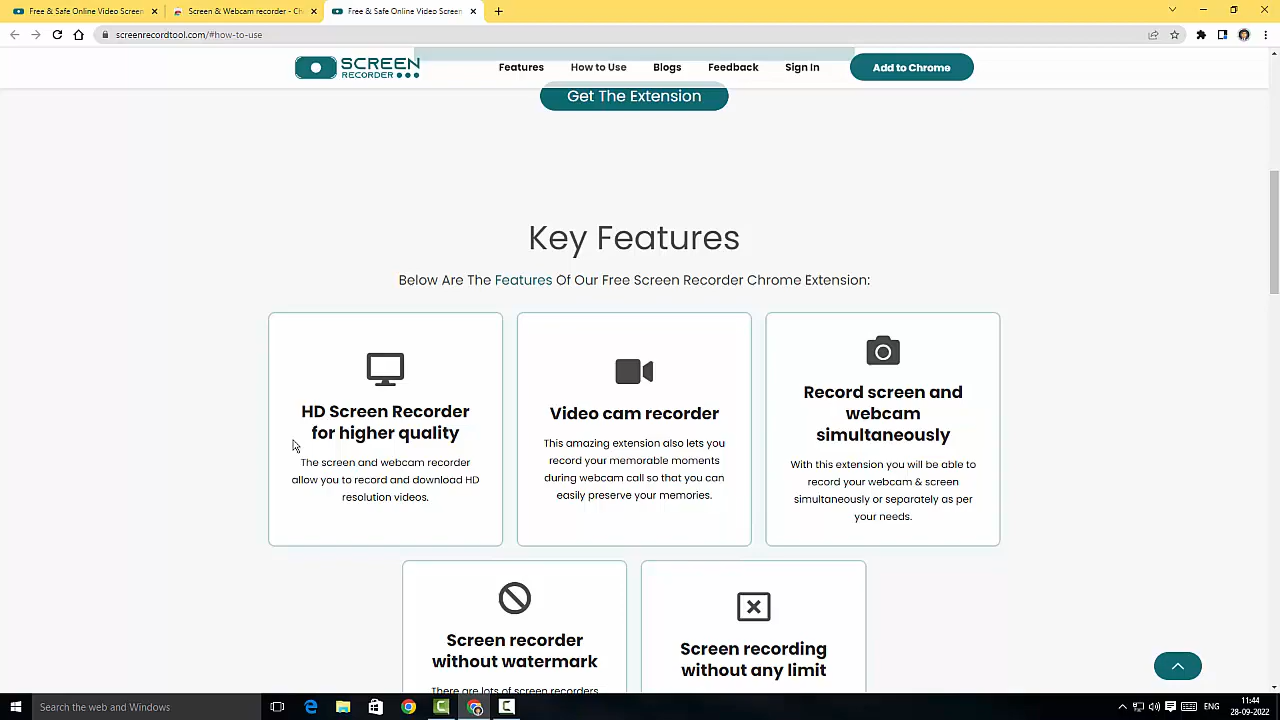 Free & Safe Online Video Screen
Screen & Webcam recorder - Ch
Free & Safe Online Video Screen
screenrecordtool.com/#how-to-use
SCREEN
RECORDER
Features
How to Use
Blogs
Feedback
Sign In
Add to Chrome
Get The Extension
Key Features
Below Are The Features Of Our Free Screen Recorder Chrome Extension:
HD Screen Recorder
for higher quality
The screen and webcam recorder
allow you to record and download HD
resolution videos.
Video cam recorder
This amazing extension also lets you
record your memorable moments
during webcam call so that you can
easily preserve your memories.
Record screen and
webcam
simultaneously
With this extension you will be able to
record your webcam & screen
simultaneously or separately as per
your needs.
Screen recorder
without watermark
There are lots of screen recorders
Screen recording
without any limit
Search the web and Windows
ENG
11:44
28-09-2022